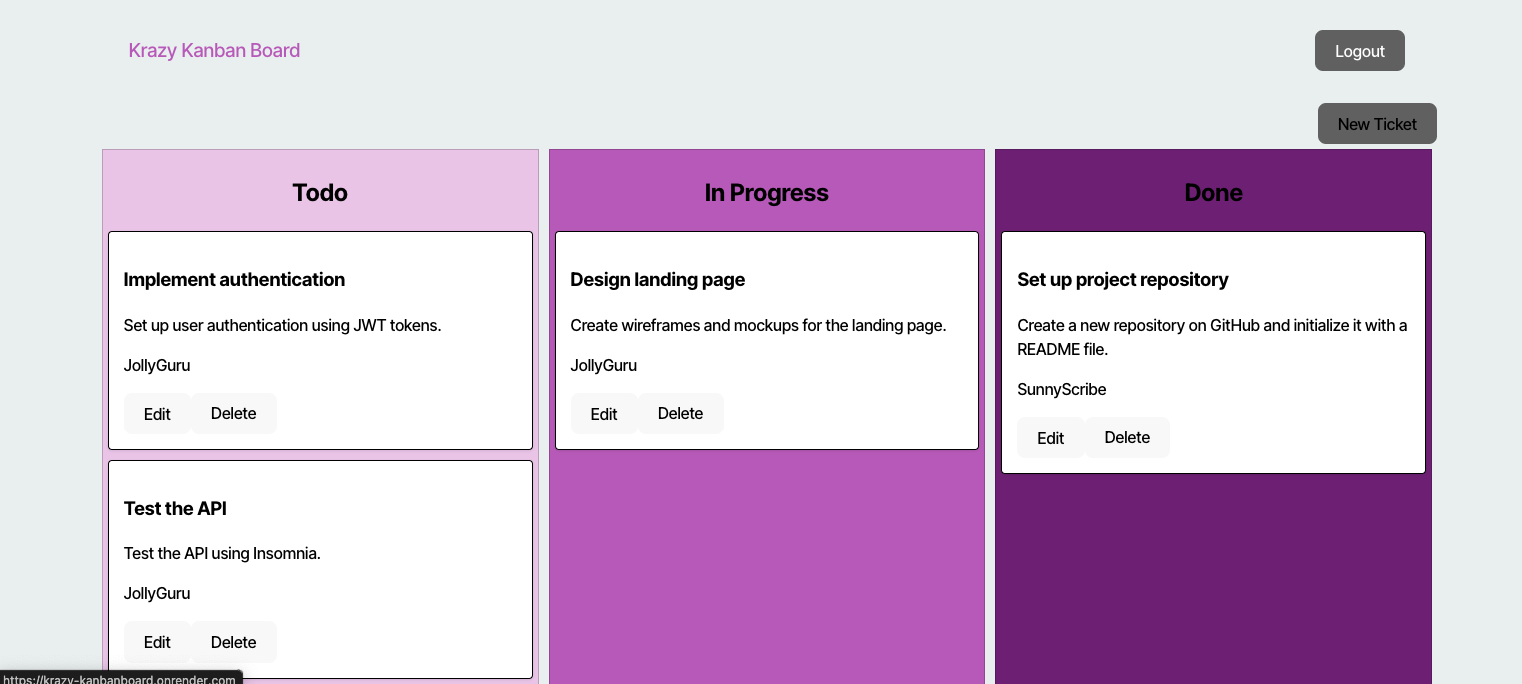 Krazy Kanban Board
Logout
New Ticket
Todo
Implement authentication
Set up user authentication using JWT tokens.
JollyGuru
Edit
Delete
Test the API
Test the API using Insomnia.
JollyGuru
Edit
Delete
In Progress
Design landing page
Create wireframes and mockups for the landing page.
JollyGuru
Edit
Delete
Done
Set up project repository
Create a new repository on GitHub and initialize it with a
README file.
SunnyScribe
Edit
Delete
https://krazy-kanbanboard.onrender.com